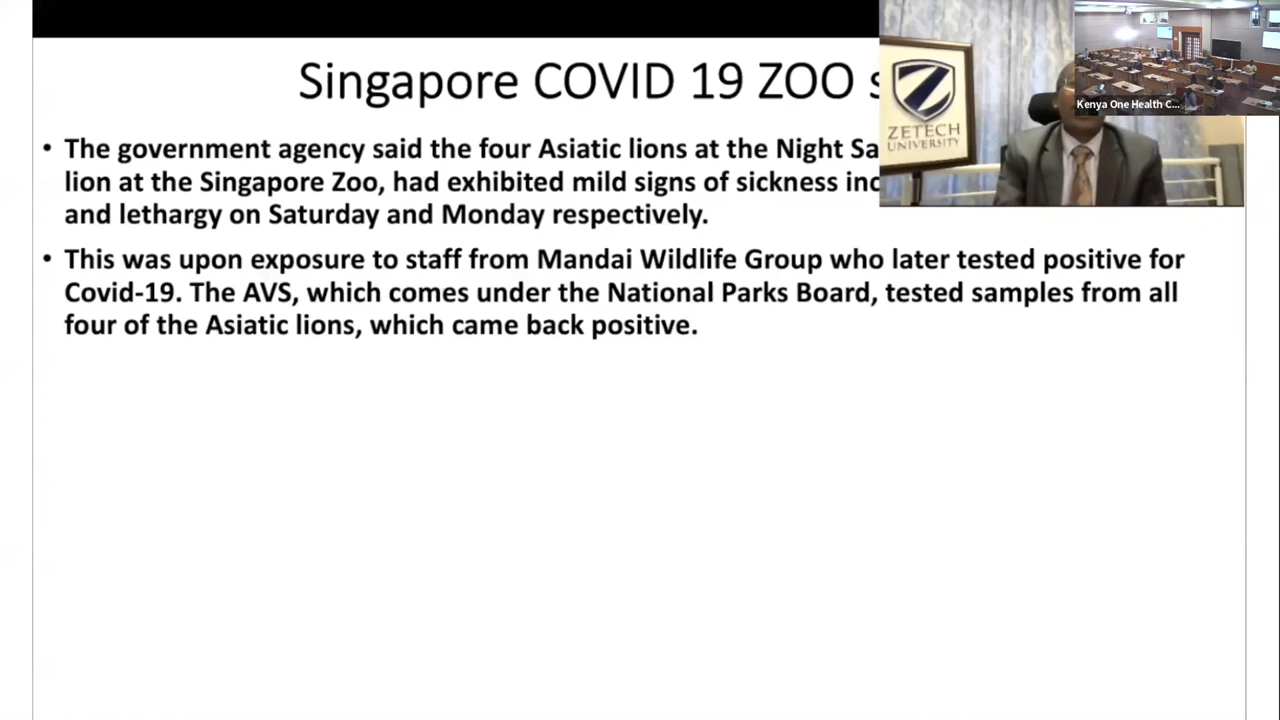 Singapore COVID 19 ZOO
• The government agency said the four Asiatic lions at the Night
lion at the Singapore Zoo, had exhibited mild signs of sickness
and lethargy on Saturday and Monday respectively.
• This was upon exposure to staff from Mandai Wildlife Group who later tested positive for
Covid-19. The AVS, which comes under the National Parks Board, tested samples from all
four of the Asiatic lions, which came back positive.
ZETECH
UNIVERSITY
Kenya One Health C...